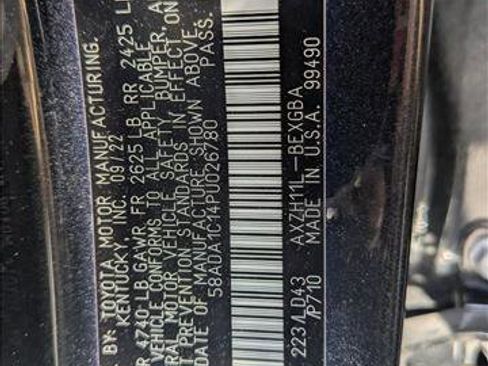 BY: TOYOTA MOTOR MANUFACTURING.
KENTUCKY, INC. 09/22
4740 LB GAWR FR 2625 LB RR 2425
VEHICLE CONFORMS TO ALL APPLICABLE
MOTOR VEHICLE SAFETY BUMPER, A
PREVENTION STANDARDS IN EFFECT ON
DATE OF MANUFACTURE SHOWN ABOVE
58ADA1C14PU026780 PASS.
223/LD43 AXZH11L-BEXGBA
/P710 MADE IN U.S.A. 99490